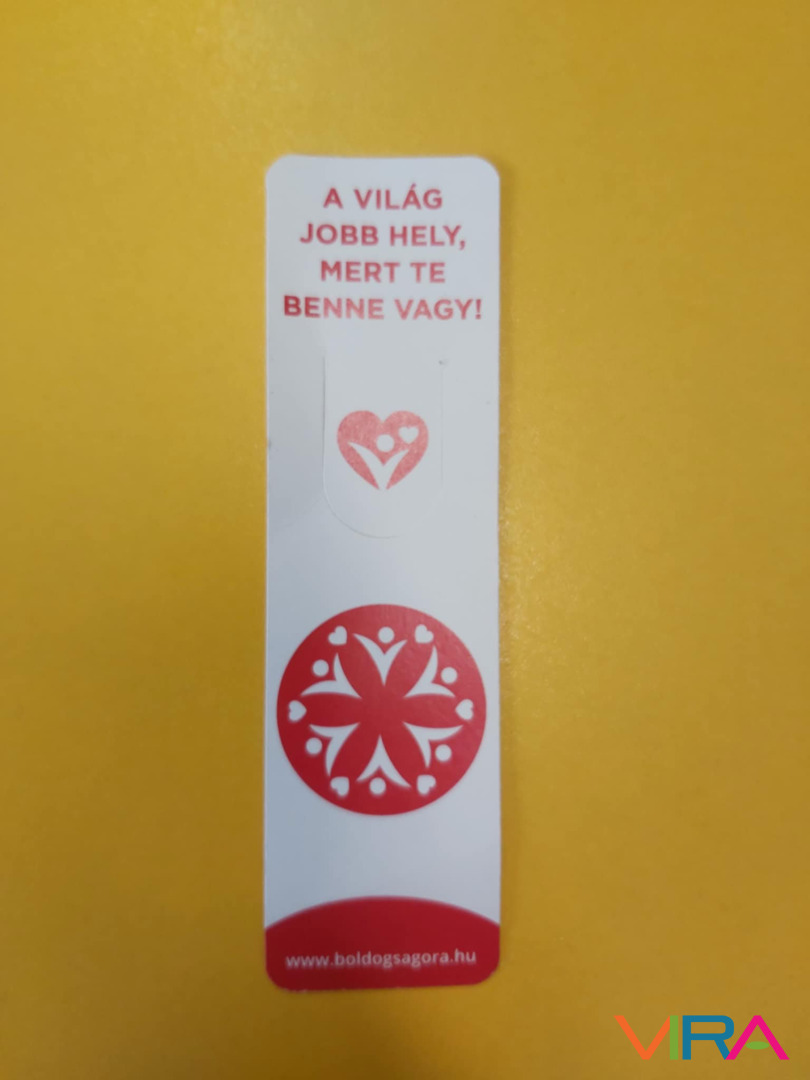 A VILÁG
JOBB HELY,
MERT TE
BENNE VAGY!
www.boldogsagora.hu
VIRA